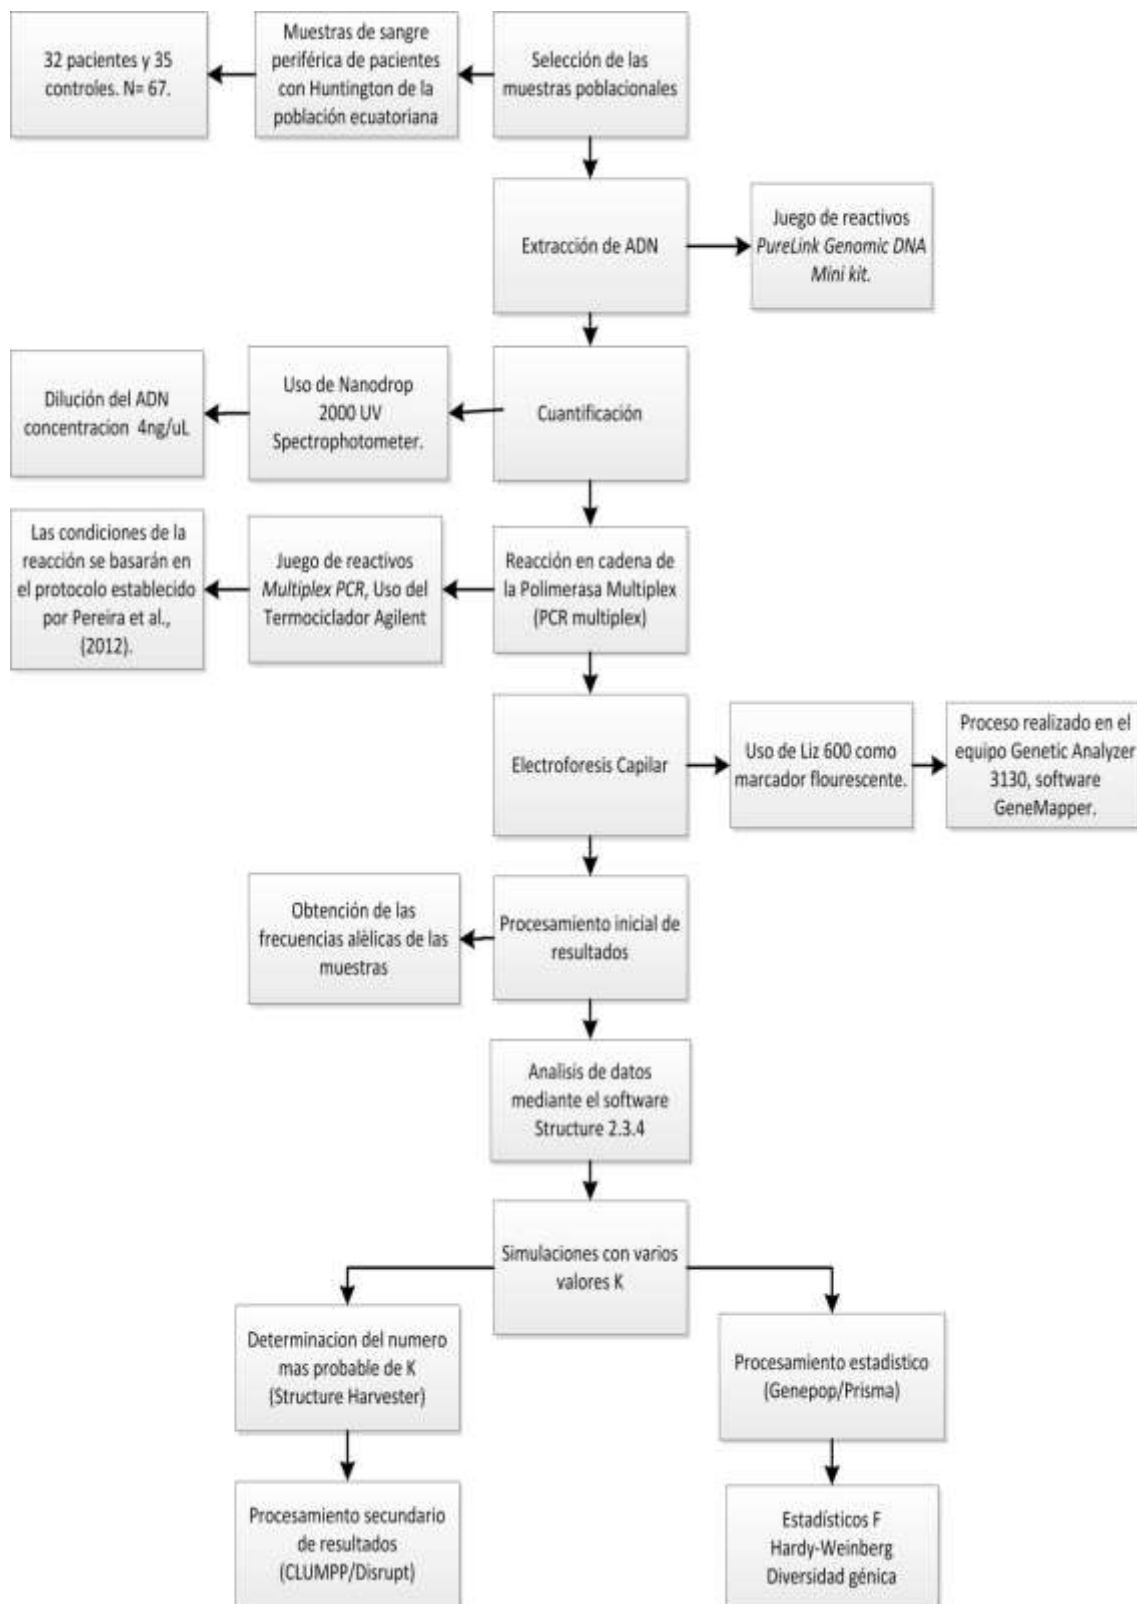 32 pacientes y 35
controles. N= 67.
Muestras de sangre
periférica de pacientes
con Huntington de la
población ecuatoriana
Selección de las
muestras poblacionales
Extracción de ADN
Juego de reactivos
PureLink Genomic DNA
Mini kit.
Dilución del ADN
concentracion 4ng/uL
Uso de Nanodrop
2000 UV
Spectrophotometer.
Cuantificación
Las condiciones de la
reacción se basarán en
el protocolo establecido
por Pereira et al.,
(2012).
Juego de reactivos
Multiplex PCR, Uso del
Termociclador Agilent
Reacción en cadena de
la Polimerasa Multiplex
(PCR multiplex)
Electroforesis Capilar
Uso de Liz 600 como
marcador flourescente.
Proceso realizado en el
equipo Genetic Analyzer
3130, software
GeneMapper.
Obtención de las
frecuencias alèlicas de las
muestras
Procesamiento inicial de
resultados
Analisis de datos
mediante el software
Structure 2.3.4
Simulaciones con varios
valores K
Determinacion del numero
mas probable de K
(Structure Harvester)
Procesamiento estadistico
(Genepop/Prisma)
Procesamiento secundario
de resultados
(CLUMPP/Disrupt)
Estadísticos F
Hardy-Weinberg
Diversidad génica